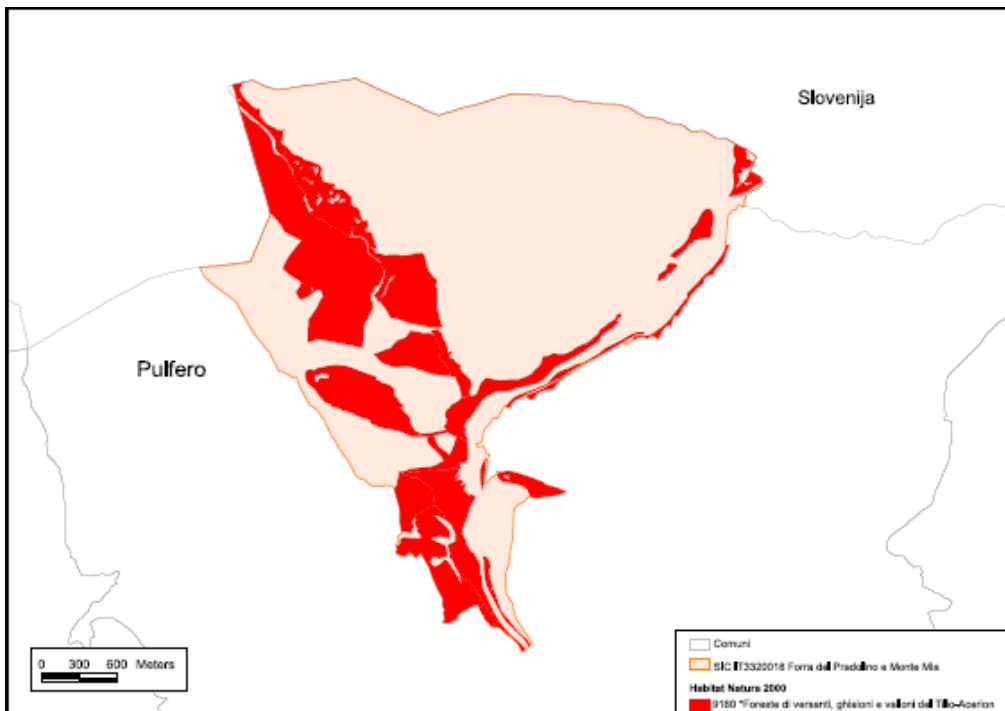 Slovenija
Pulfero
0 300 600 Meters
Comuni
SIC IT3320018 Forra del Pradolino e Monte Mia
Habitat Natura 2000
9180 *Foreste di versanti, ghiaioni e valloni del Tilio-Acerion